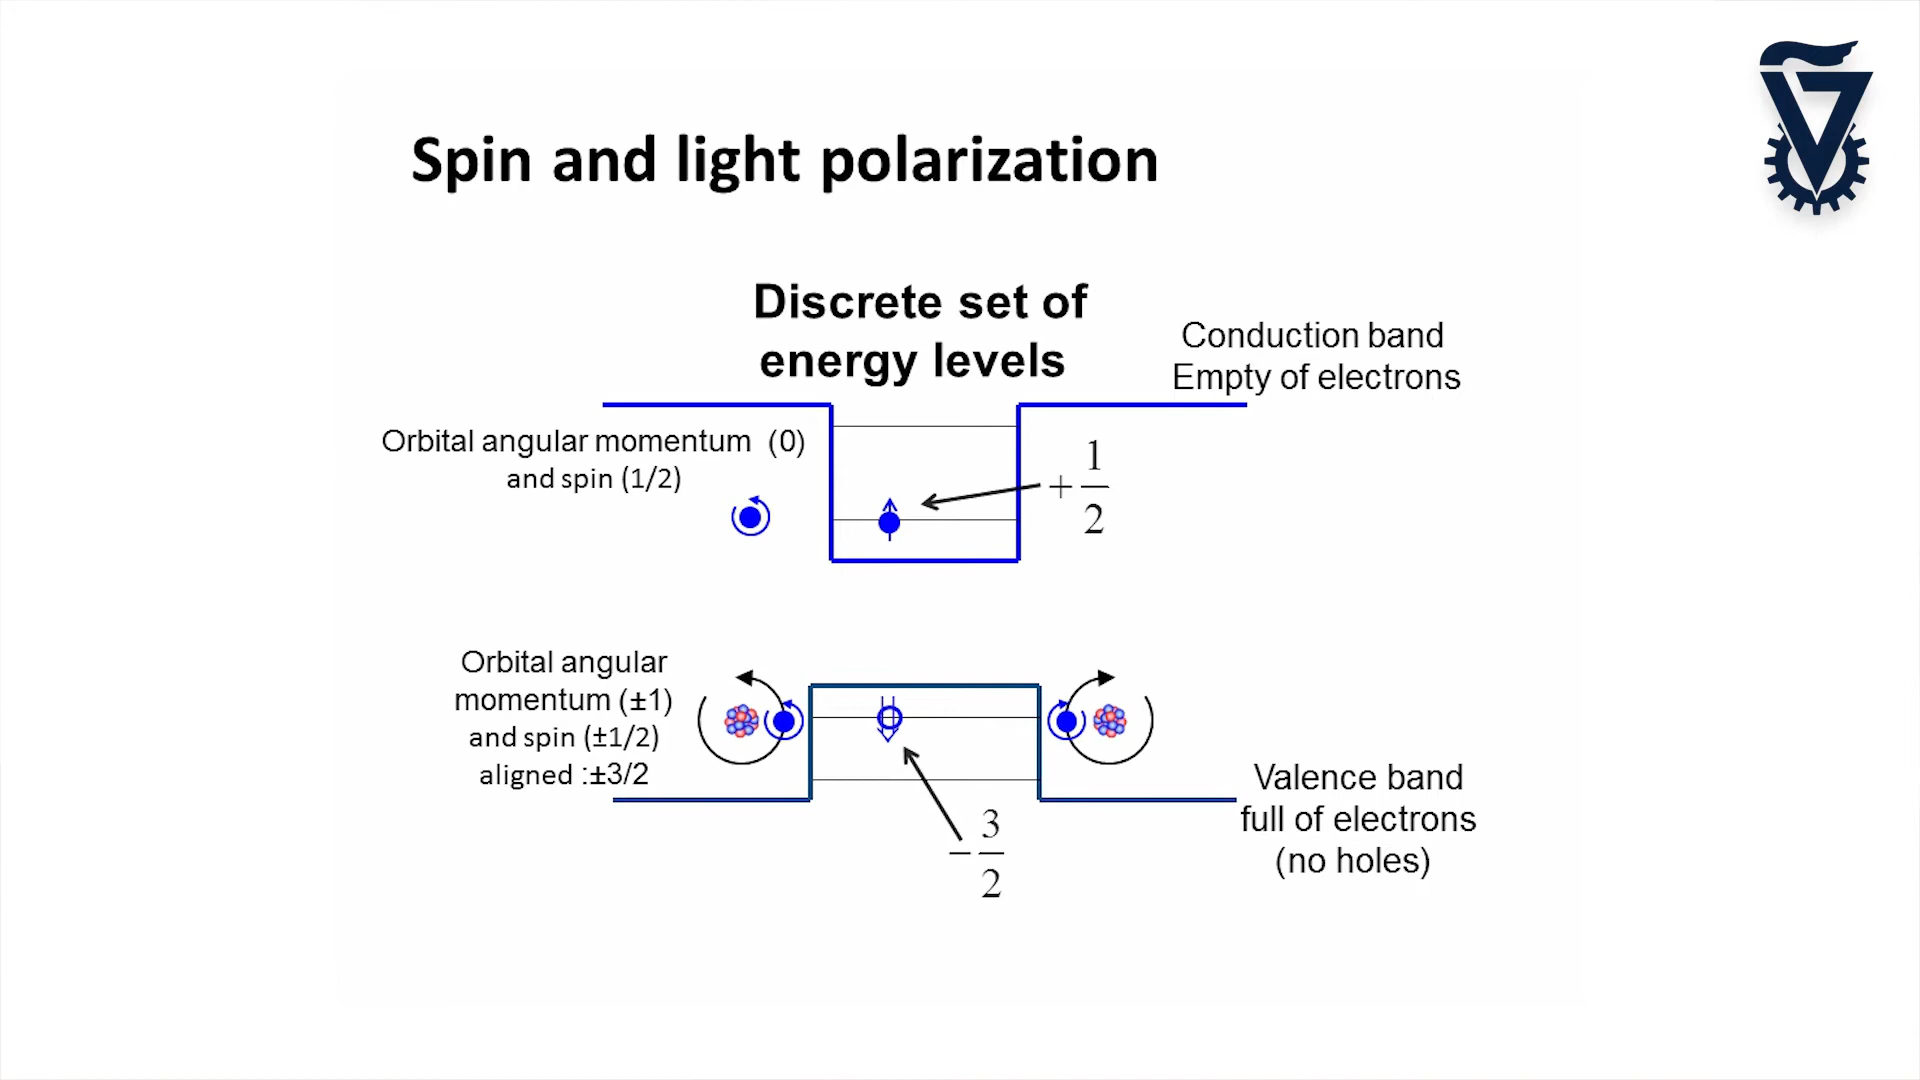 Spin and light polarization
Discrete set of
energy levels
Conduction band
Empty of electrons
Orbital angular momentum (0)
and spin (1/2)
+ 1/2
Orbital angular
momentum (±1)
and spin (±1/2)
aligned :±3/2
− 3/2
Valence band
full of electrons
(no holes)